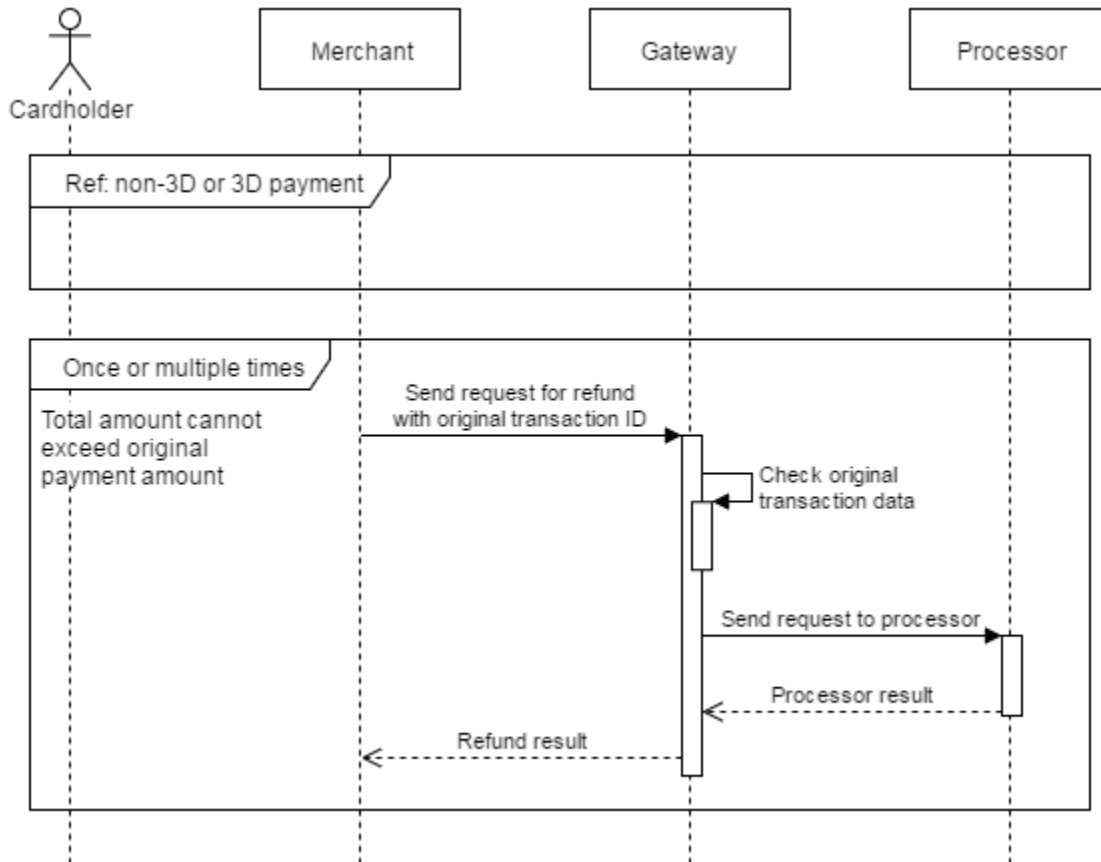 Cardholder
Merchant
Gateway
Processor
Ref: non-3D or 3D payment
Once or multiple times
Total amount cannot
exceed original
payment amount
Send request for refund
with original transaction ID
Check original
transaction data
Send request to processor
Processor result
Refund result